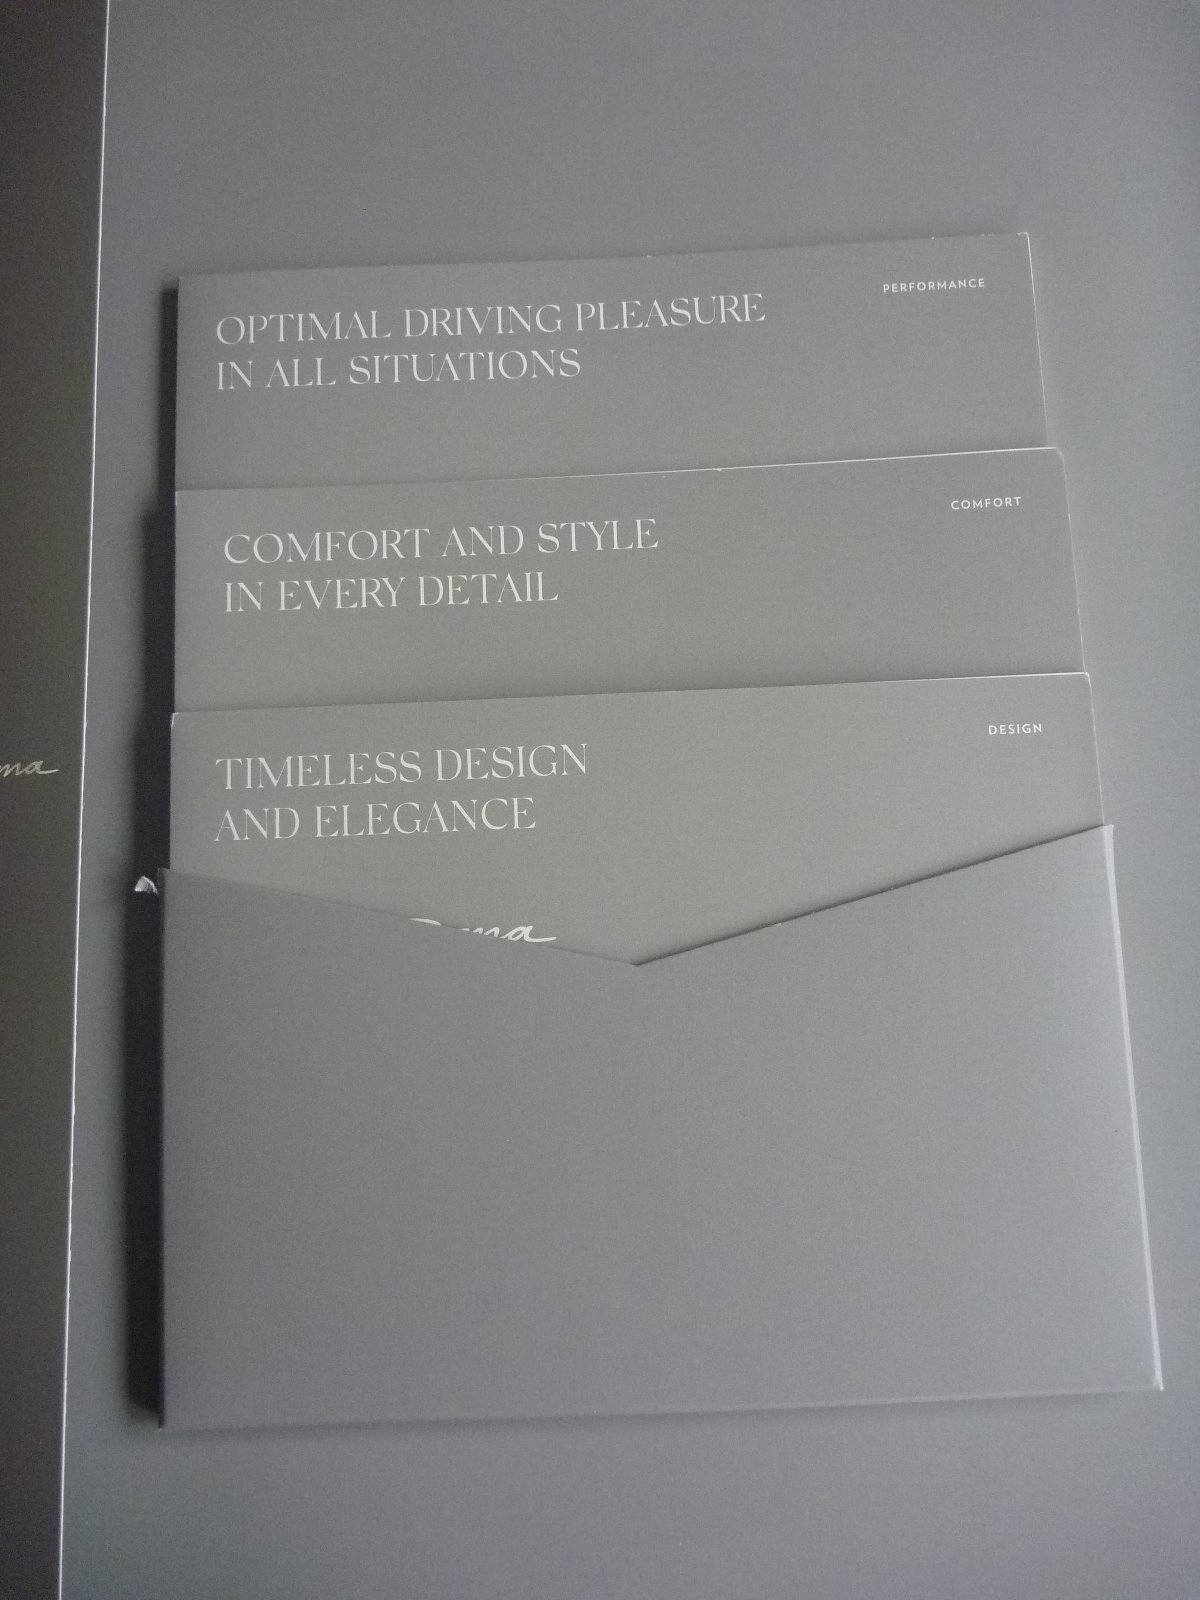 OPTIMAL DRIVING PLEASURE
IN ALL SITUATIONS
PERFORMANCE
COMFORT AND STYLE
IN EVERY DETAIL
COMFORT
TIMELESS DESIGN
AND ELEGANCE
DESIGN